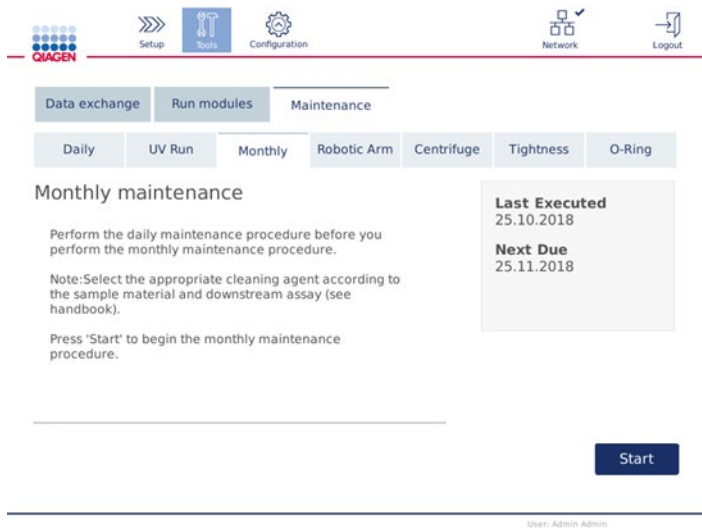 QIAGEN
Setup
Tools
Configuration
Network
Logout
Data exchange
Run modules
Maintenance
Daily
UV Run
Monthly
Robotic Arm
Centrifuge
Tightness
O-Ring
Monthly maintenance
Perform the daily maintenance procedure before you
perform the monthly maintenance procedure.
Note:Select the appropriate cleaning agent according to
the sample material and downstream assay (see
handbook).
Press 'Start' to begin the monthly maintenance
procedure.
Last Executed
25.10.2018
Next Due
25.11.2018
Start
User: Admin Admin